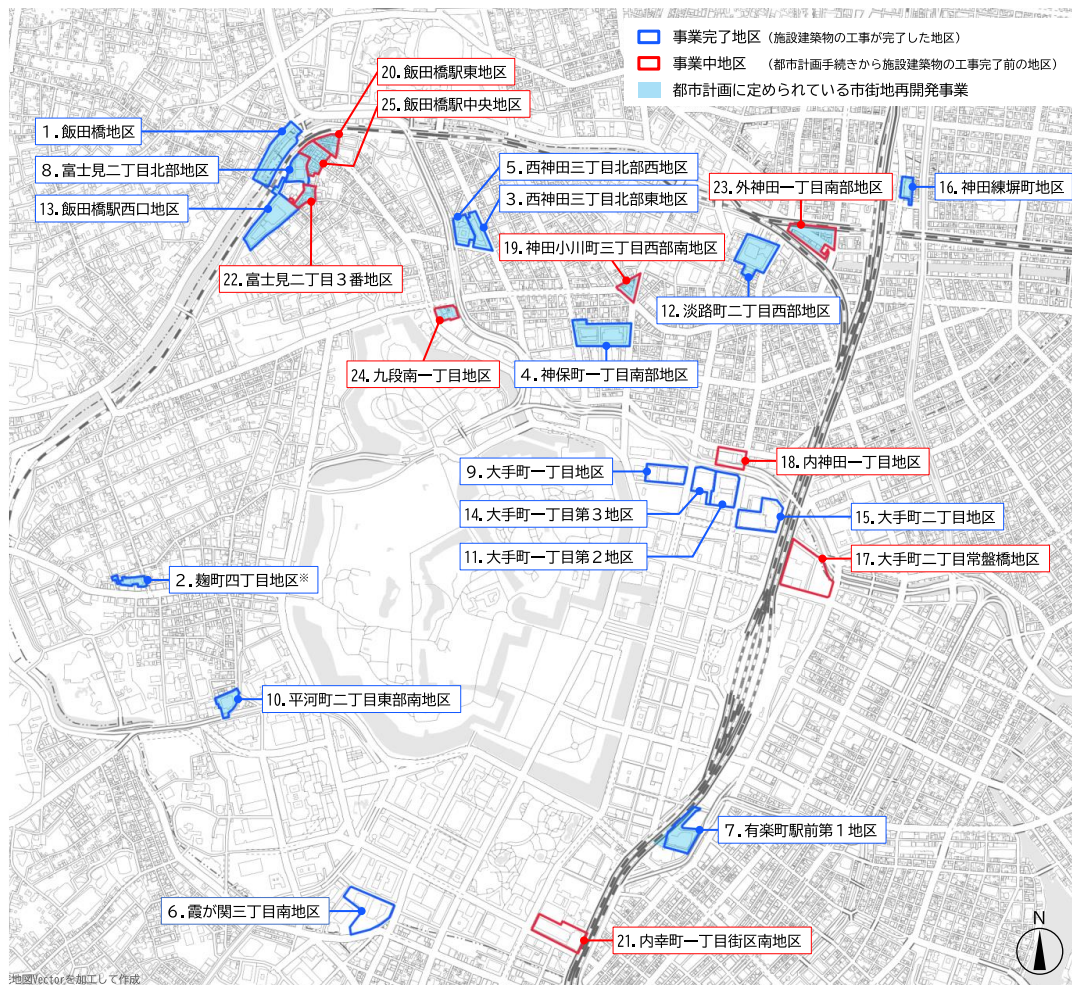 事業完了地区 (施設建築物の工事が完了した地区)
事業中地区 (都市計画手続きから施設建築物の工事完了前の地区)
都市計画に定められている市街地再開発事業
20.飯田橋駅東地区
25.飯田橋駅中央地区
1.飯田橋地区
8.富士見二丁目北部地区
13.飯田橋駅西口地区
22.富士見二丁目3番地区
5.西神田三丁目北部西地区
3.西神田三丁目北部東地区
19.神田小川町三丁目西部南地区
23.外神田一丁目南部地区
16.神田練塀町地区
12.淡路町二丁目西部地区
24.九段南一丁目地区
4.神保町一丁目南部地区
18.内神田一丁目地区
9.大手町一丁目地区
14.大手町一丁目第3地区
11.大手町一丁目第2地区
15.大手町二丁目地区
17.大手町二丁目常盤橋地区
2.麹町四丁目地区※
10.平河町二丁目東部南地区
7.有楽町駅前第1地区
6.霞が関三丁目南地区
21.内幸町一丁目街区南地区
N
地図Vectorを加工して作成